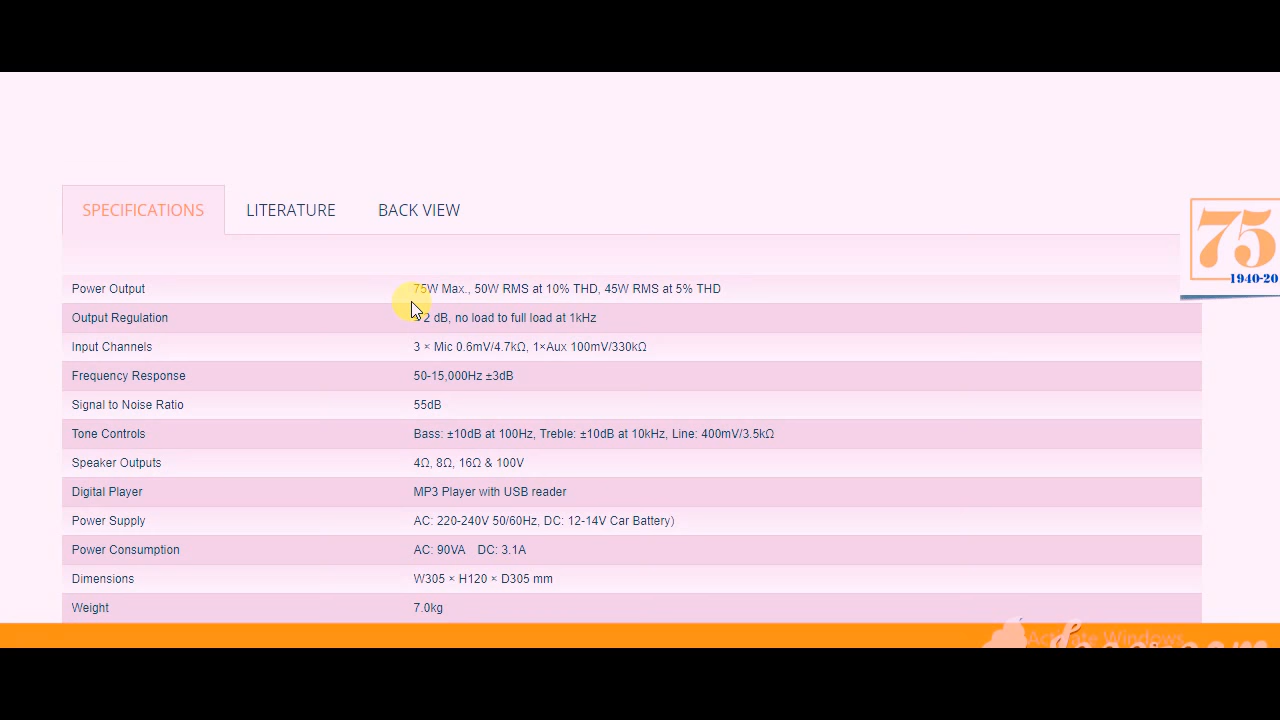 SPECIFICATIONS LITERATURE BACK VIEW
75
1940-20
Power Output 75W Max., 50W RMS at 10% THD, 45W RMS at 5% THD
Output Regulation 2 dB, no load to full load at 1kHz
Input Channels 3 × Mic 0.6mV/4.7kΩ, 1×Aux 100mV/330kΩ
Frequency Response 50-15,000Hz ±3dB
Signal to Noise Ratio 55dB
Tone Controls Bass: ±10dB at 100Hz, Treble: ±10dB at 10kHz, Line: 400mV/3.5kΩ
Speaker Outputs 4Ω, 8Ω, 16Ω & 100V
Digital Player MP3 Player with USB reader
Power Supply AC: 220-240V 50/60Hz, DC: 12-14V Car Battery)
Power Consumption AC: 90VA DC: 3.1A
Dimensions W305 × H120 × D305 mm
Weight 7.0kg
Activate Windows